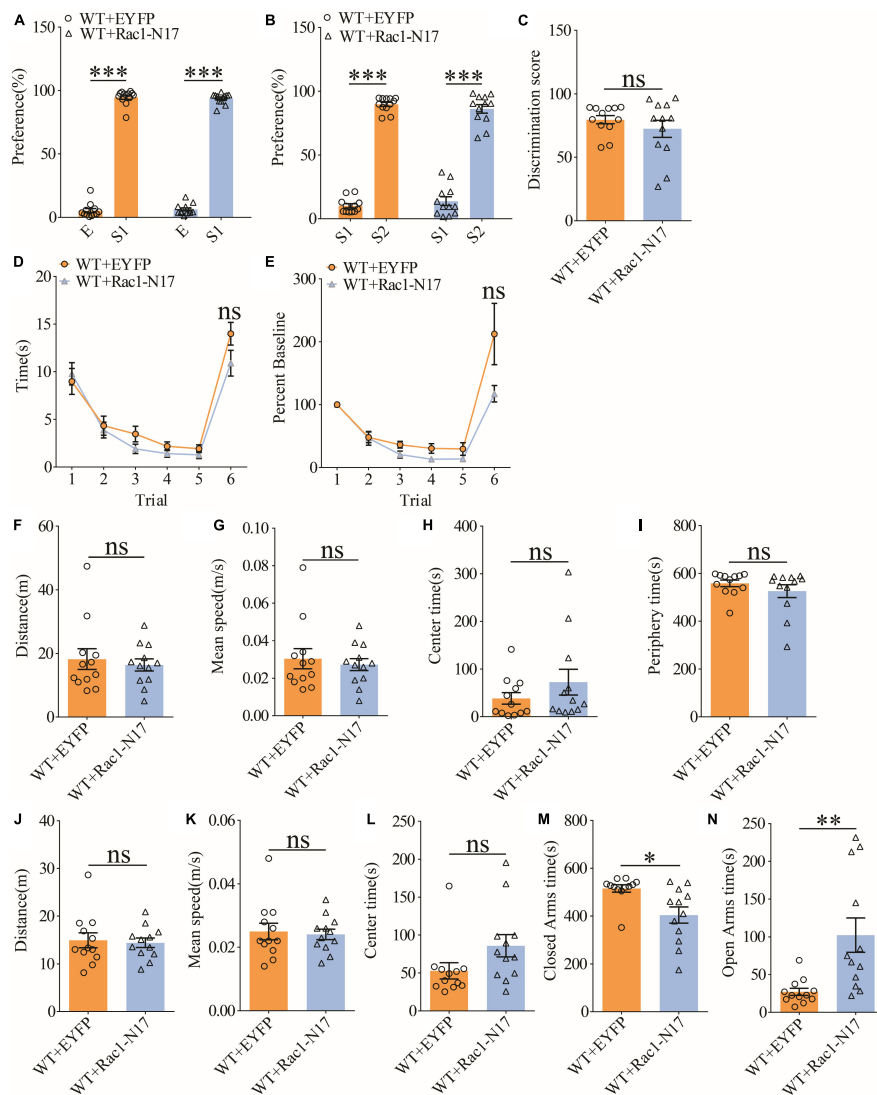 A
WT+EYFP
WT+Rac1-N17
Preference(%)
150
100
50
0
***
***
E
S1
E
S1
B
WT+EYFP
WT+Rac1-N17
Preference(%)
150
100
50
0
***
***
S1
S2
S1
S2
C
Discrimination score
150
100
50
0
ns
WT+EYFP
WT+Rac1-N17
D
WT+EYFP
WT+Rac1-N17
Time(s)
20
15
10
5
0
ns
1 2 3 4 5 6
Trial
E
WT+EYFP
WT+Rac1-N17
Percent Baseline
300
200
100
0
ns
1 2 3 4 5 6
Trial
F
Distance(m)
60
40
20
0
ns
WT+EYFP
WT+Rac1-N17
G
Mean speed(m/s)
0.10
0.08
0.06
0.04
0.02
0.00
ns
WT+EYFP
WT+Rac1-N17
H
Center time(s)
400
300
200
100
0
ns
WT+EYFP
WT+Rac1-N17
I
Periphery time(s)
800
600
400
200
0
ns
WT+EYFP
WT+Rac1-N17
J
Distance(m)
40
30
20
10
0
ns
WT+EYFP
WT+Rac1-N17
K
Mean speed(m/s)
0.06
0.04
0.02
0.00
ns
WT+EYFP
WT+Rac1-N17
L
Center time(s)
250
200
150
100
50
0
ns
WT+EYFP
WT+Rac1-N17
M
Closed Arms time(s)
800
600
400
200
0
*
WT+EYFP
WT+Rac1-N17
N
Open Arms time(s)
250
200
150
100
50
0
**
WT+EYFP
WT+Rac1-N17